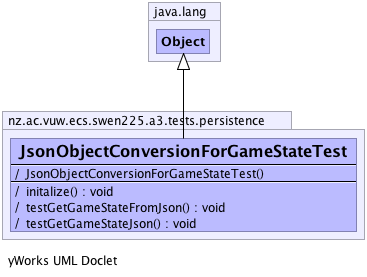 java.lang
Object
nz.ac.vuw.ecs.swen225.a3.tests.persistence
JsonObjectConversionForGameStateTest
/ JsonObjectConversionForGameStateTest()
/ initalize() : void
/ testGetGameStateFromJson() : void
/ testGetGameStateJson() : void
yWorks UML Doclet